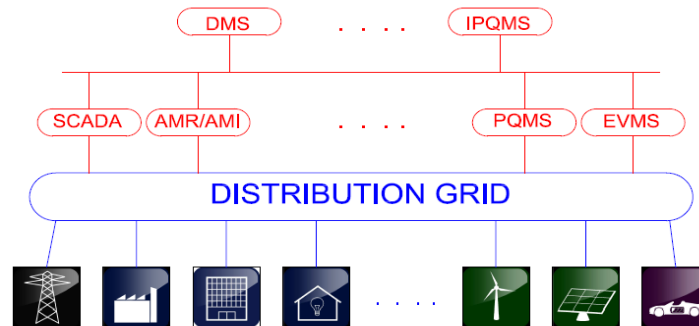 DMS . . . . IPQMS
SCADA AMR/AMI . . . . PQMS EVMS
DISTRIBUTION GRID
. . . .